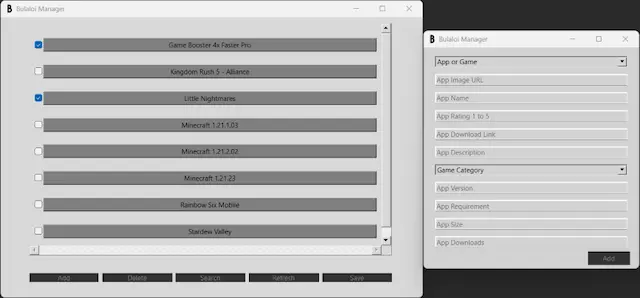 B Bulaloi Manager
Game Booster 4x Faster Pro
Kingdom Rush 5 - Alliance
Little Nightmares
Minecraft 1.21.1.03
Minecraft 1.21.2.02
Minecraft 1.21.23
Rainbow Six Mobile
Stardew Valley
Add Delete Search Refresh Save
B Bulaloi Manager
App or Game
App Image URL
App Name
App Rating 1 to 5
App Download Link
App Description
Game Category
App Version
App Requirement
App Size
App Downloads
Add